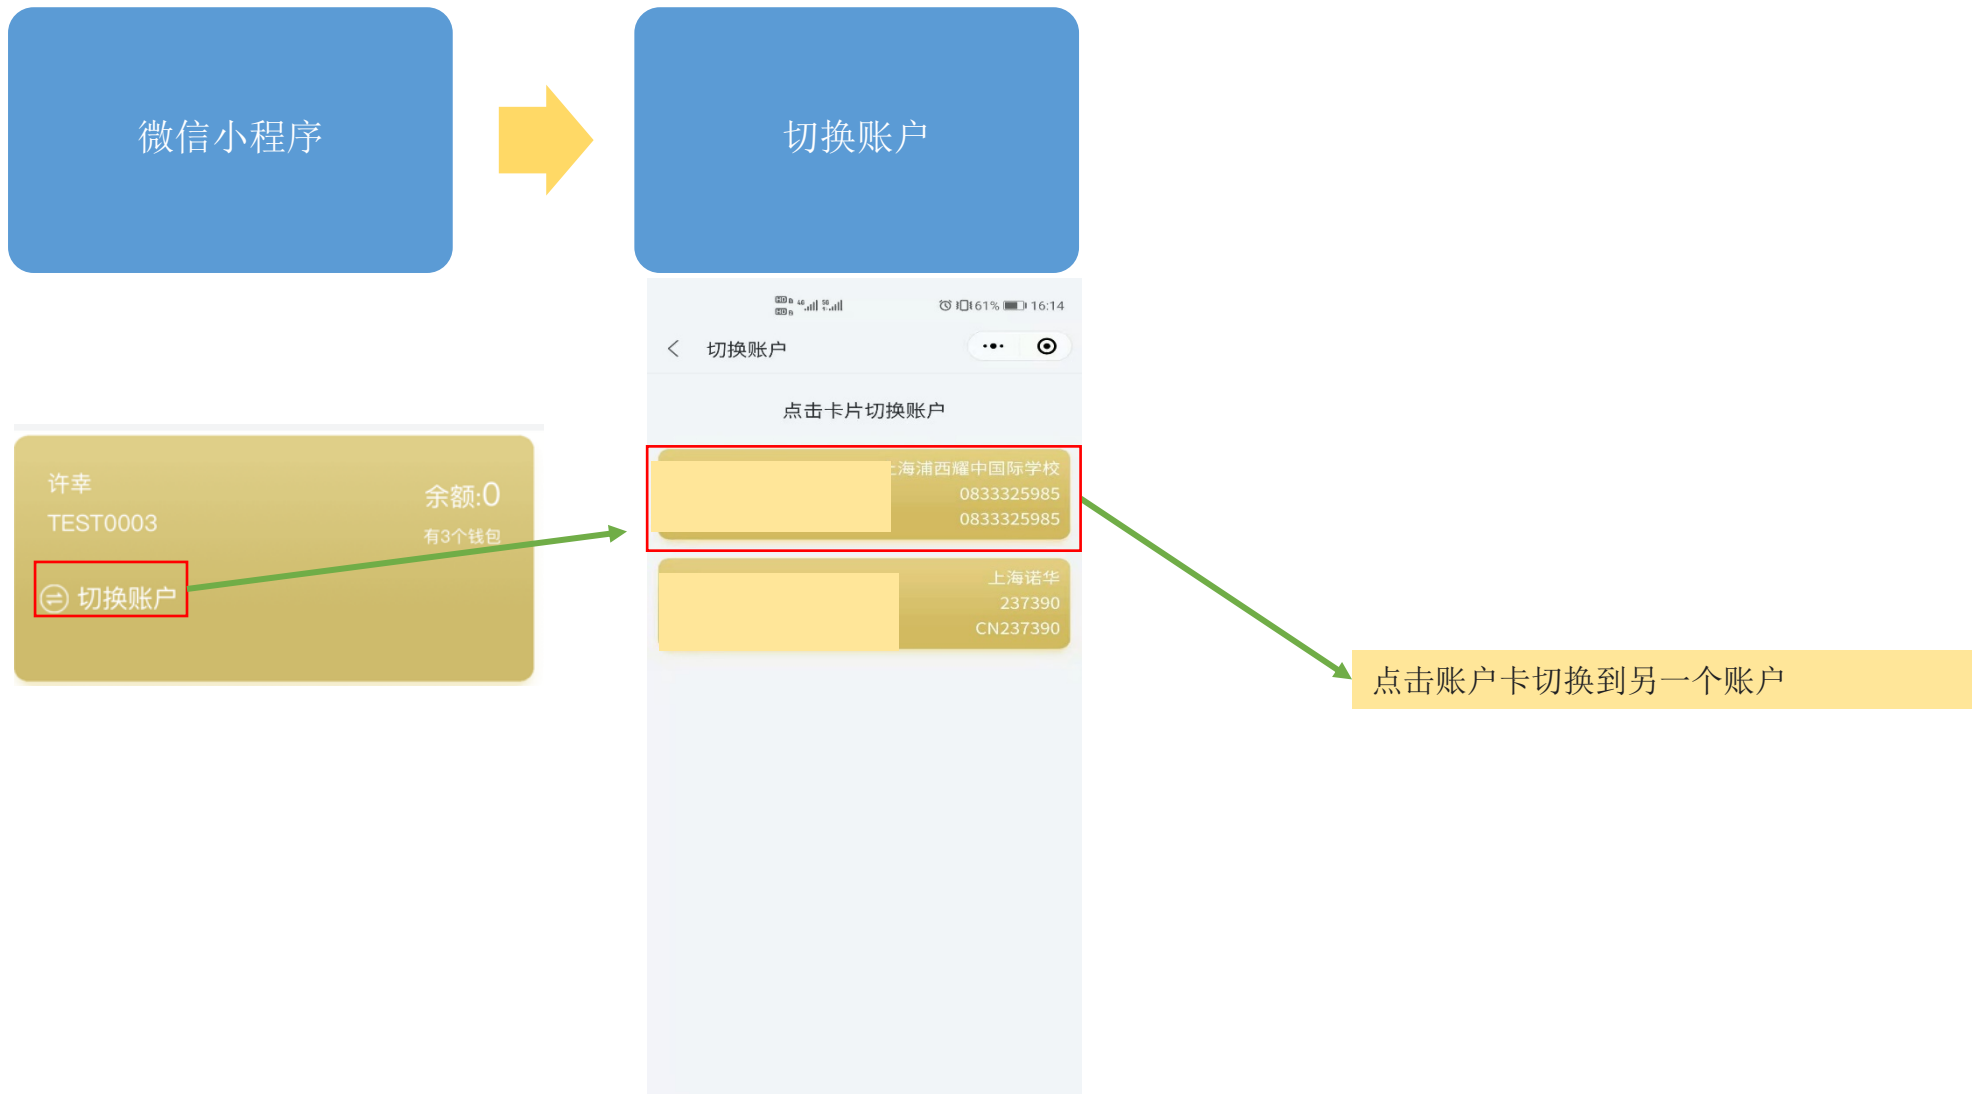 微信小程序
切换账户
16:14
61%
切换账户
点击卡片切换账户
许幸
TEST0003
余额:0
有3个钱包
切换账户
海浦西耀中国际学校
0833325985
0833325985
上海诺华
237390
CN237390
点击账户卡切换到另一个账户